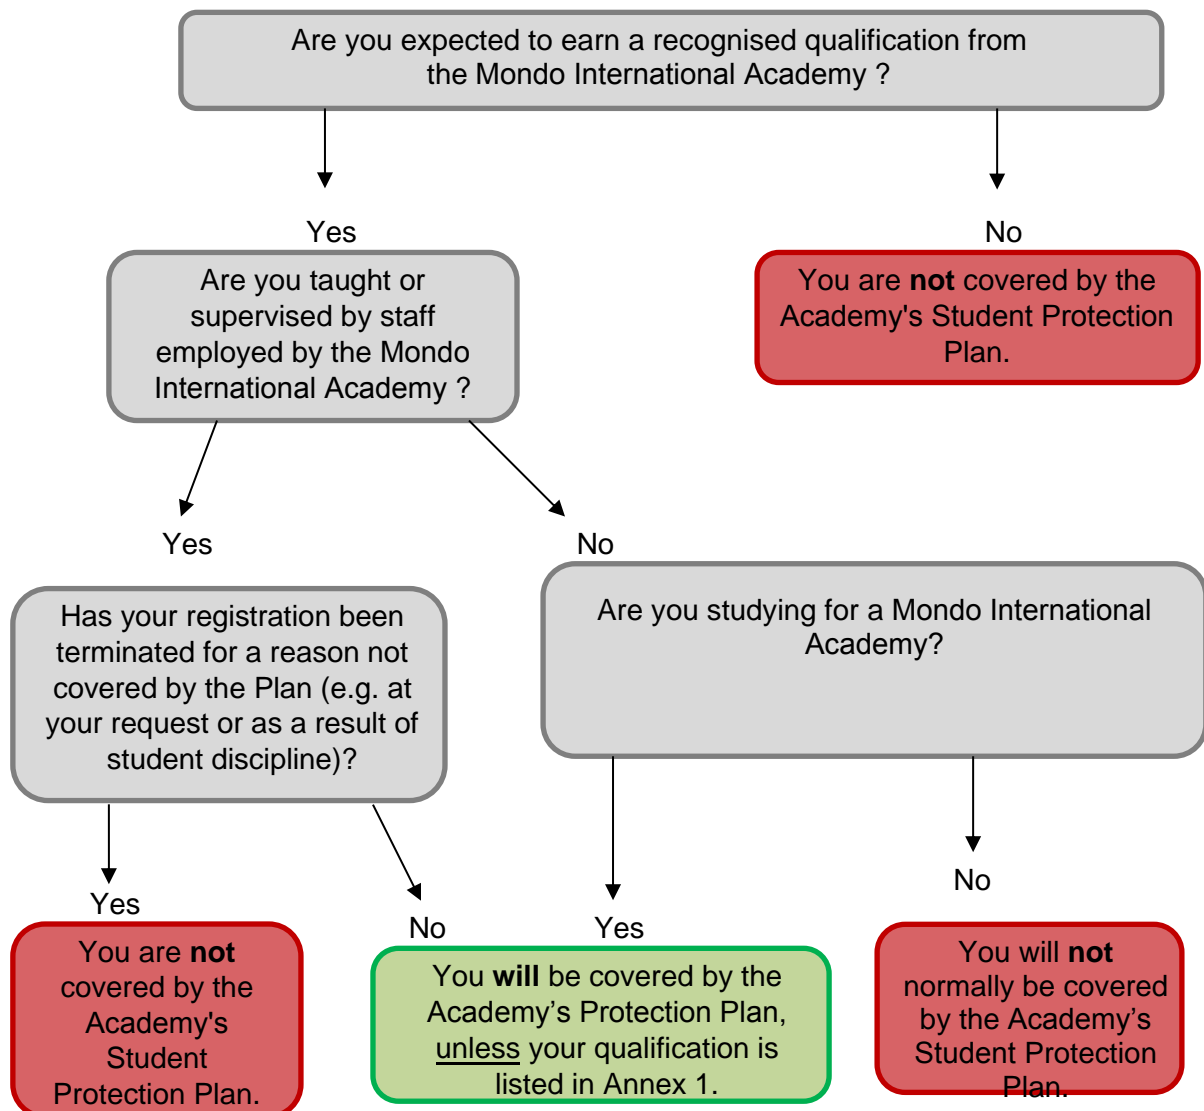 Are you expected to earn a recognised qualification from
the Mondo International Academy ?
Yes
No
Are you taught or
supervised by staff
employed by the Mondo
International Academy ?
You are not covered by the
Academy's Student Protection
Plan.
Yes
No
Has your registration been
terminated for a reason not
covered by the Plan (e.g. at
your request or as a result of
student discipline)?
Are you studying for a Mondo International
Academy?
Yes
No
Yes
No
You are not
covered by the
Academy's
Student
Protection Plan.
You will be covered by the
Academy’s Protection Plan,
unless your qualification is
listed in Annex 1.
You will not
normally be covered
by the Academy’s
Student Protection
Plan.